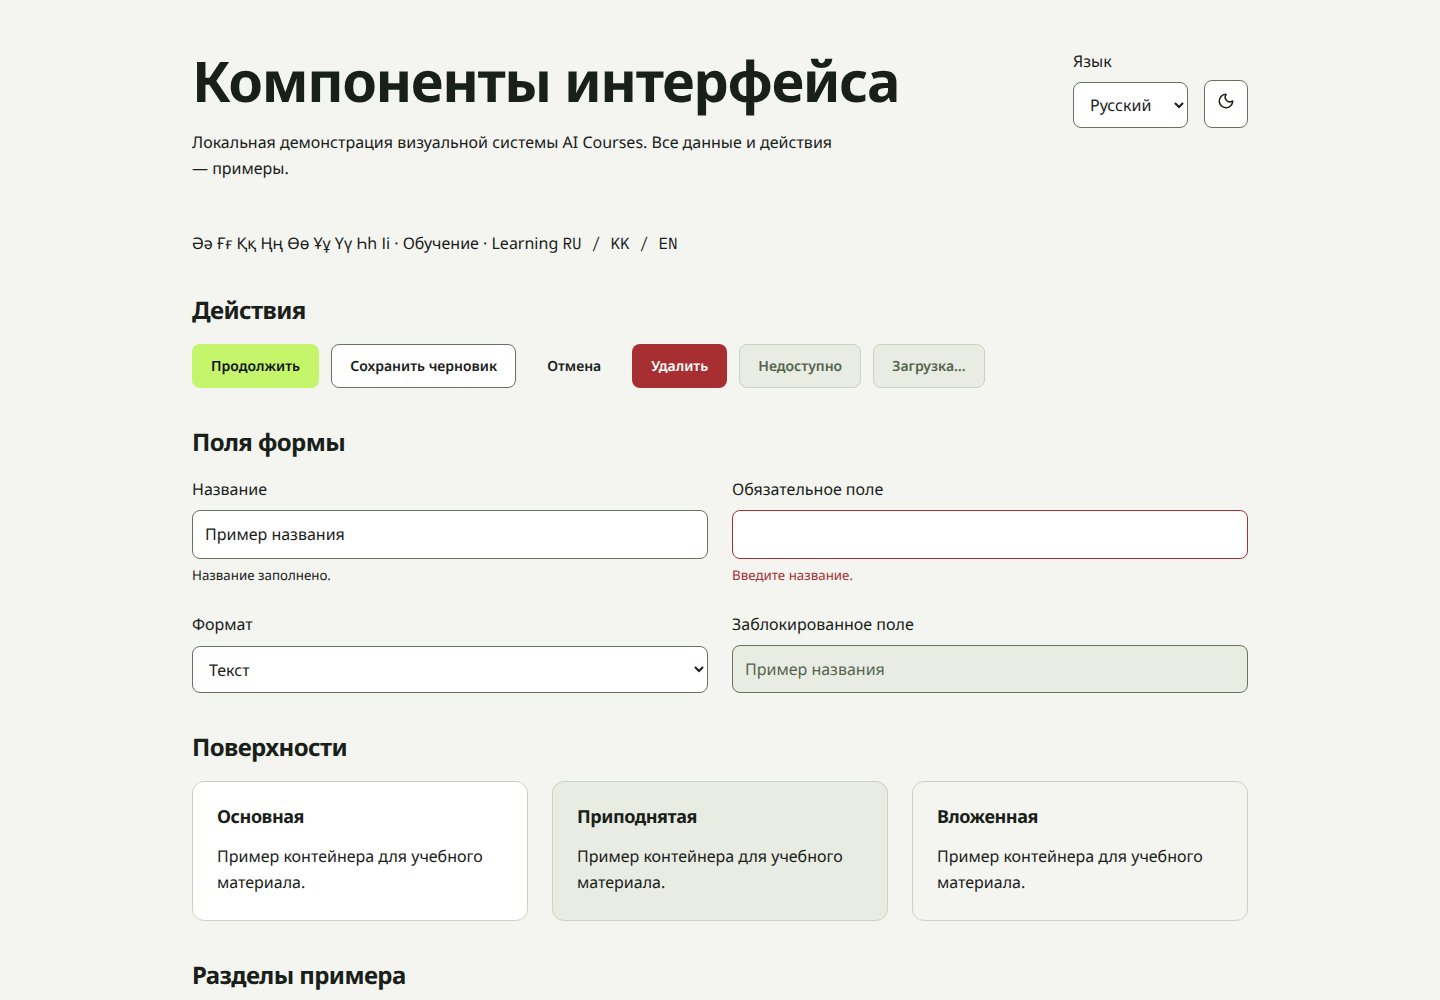 Компоненты интерфейса
Язык
Русский
Локальная демонстрация визуальной системы AI Courses. Все данные и действия
— примеры.
Әә Ғғ Ққ Ңң Өө Ұұ Үү Һһ Іі · Обучение · Learning RU / KK / EN
Действия
Продолжить
Сохранить черновик
Отмена
Удалить
Недоступно
Загрузка…
Поля формы
Название
Обязательное поле
Пример названия
Название заполнено.
Введите название.
Формат
Заблокированное поле
Текст
Пример названия
Поверхности
Основная
Пример контейнера для учебного
материала.
Приподнятая
Пример контейнера для учебного
материала.
Вложенная
Пример контейнера для учебного
материала.
Разделы примера